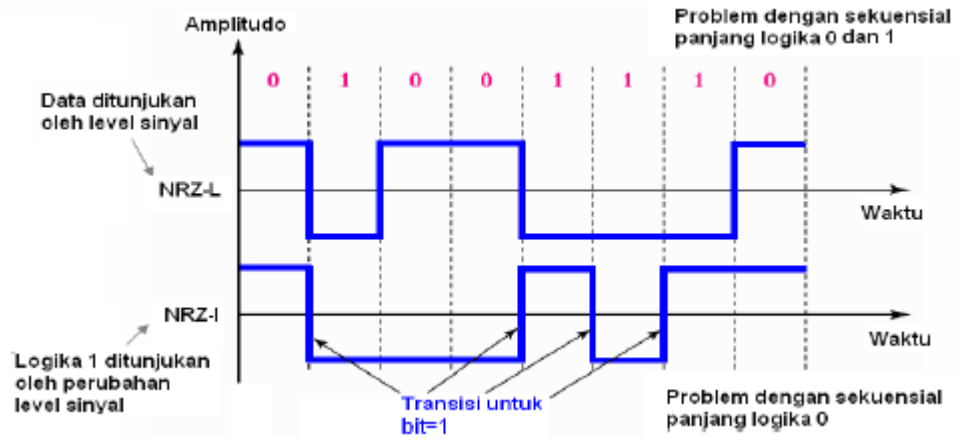 Amplitudo
Problem dengan sekuensial
panjang logika 0 dan 1
0 1 0 0 1 1 1 0
Data ditunjukan
oleh level sinyal
NRZ-L
Waktu
NRZ-I
Waktu
Logika 1 ditunjukan
oleh perubahan
level sinyal
Transisi untuk
bit=1
Problem dengan sekuensial
panjang logika 0